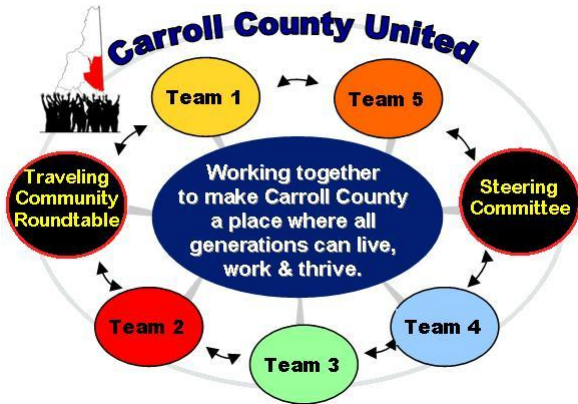 Carroll County United
Team 1
Team 5
Traveling
Community
Roundtable
Working together
to make Carroll County
a place where all
generations can live,
work & thrive.
Steering
Committee
Team 2
Team 4
Team 3